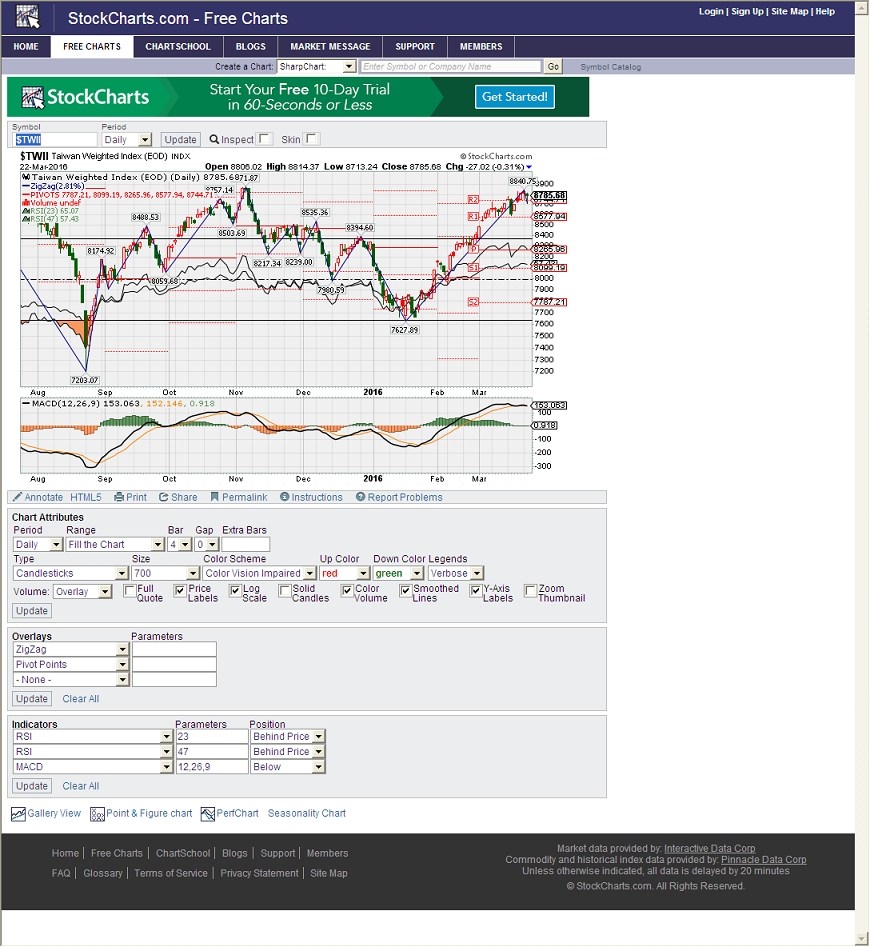 StockCharts.com - Free Charts
Login | Sign Up | Site Map | Help
HOME FREE CHARTS CHARTSCHOOL BLOGS MARKET MESSAGE SUPPORT MEMBERS
Create a Chart: SharpChart: Enter Symbol or Company Name Go Symbol Catalog
StockCharts Start Your Free 10-Day Trial
in 60-Seconds or Less
Get Started!
Symbol Period
$TWII Daily Update Inspect Skin
$TWII Taiwan Weighted Index (EOD) INDX © StockCharts.com
22-Mar-2016 Open 8806.02 High 8814.37 Low 8713.24 Close 8785.68 Chg -27.02 (-0.31%)
Taiwan Weighted Index (EOD) (Daily) 8785.68
ZigZag(2.81%)
PIVOTS 7787.21, 8099.19, 8265.96, 8577.94, 8744.71
Volume undef
RSI(23) 65.07
RSI(47) 57.43
8840.75
8757.14
8535.36
8488.53
8503.69
8394.60
8174.92
8217.34
8239.00
8059.68
7980.59
7627.89
7203.07
R2
R1
P
S1
S2
8900
8785.68
8577.94
8500
8400
8300
8265.96
8200
8099.19
8000
7900
7787.21
7700
7600
7500
7400
7300
7200
Aug Sep Oct Nov Dec 2016 Feb Mar
MACD(12,26,9) 153.063, 152.146, 0.918
153.063
100
0.918
-100
-200
-300
Aug Sep Oct Nov Dec 2016 Feb Mar
Annotate HTML5 Print Share Permalink Instructions Report Problems
Chart Attributes
Period Range Bar Gap Extra Bars
Daily Fill the Chart 4 0
Type Size Color Scheme Up Color Down Color Legends
Candlesticks 700 Color Vision Impaired red green Verbose
Volume: Overlay Full Quote Price Labels Log Scale Solid Candles Color Volume Smoothed Lines Y-Axis Labels Zoom Thumbnail
Update
Overlays Parameters
ZigZag
Pivot Points
- None -
Update Clear All
Indicators Parameters Position
RSI 23 Behind Price
RSI 47 Behind Price
MACD 12,26,9 Below
Update Clear All
Gallery View Point & Figure chart PerfChart Seasonality Chart
Home | Free Charts | ChartSchool | Blogs | Support | Members
FAQ | Glossary | Terms of Service | Privacy Statement | Site Map
Market data provided by: Interactive Data Corp
Commodity and historical index data provided by: Pinnacle Data Corp
Unless otherwise indicated, all data is delayed by 20 minutes
© StockCharts.com. All Rights Reserved.